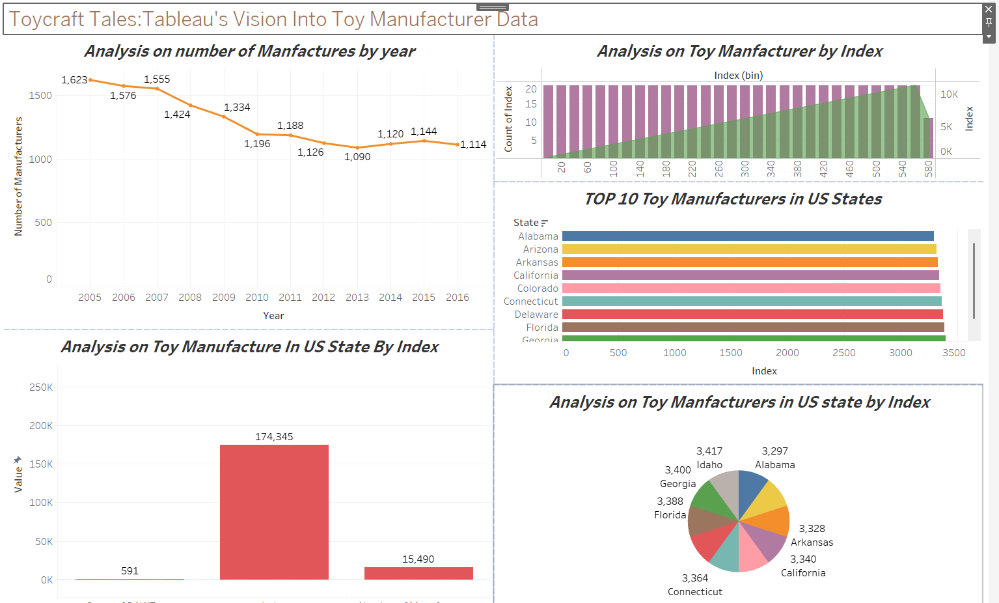 Toycraft Tales:Tableau's Vision Into Toy Manufacturer Data
Analysis on number of Manfactures by year
Number of Manufacturers
1500
1000
500
0
1,623
1,576
1,555
1,424
1,334
1,196
1,188
1,126
1,090
1,120
1,144
1,114
2005 2006 2007 2008 2009 2010 2011 2012 2013 2014 2015 2016
Year
Analysis on Toy Manfacturer by Index
Index (bin)
Count of Index
20
15
10
5
10K
5K
0K
Index
20 60 100 140 180 220 260 300 340 380 420 460 500 540 580
TOP 10 Toy Manufacturers in US States
State
Alabama
Arizona
Arkansas
California
Colorado
Connecticut
Delaware
Florida
Georgia
0 500 1000 1500 2000 2500 3000 3500
Index
Analysis on Toy Manufacture In US State By Index
Value
250K
200K
150K
100K
50K
0K
591
174,345
15,490
Analysis on Toy Manfacturers in US state by Index
3,417
Idaho
3,297
Alabama
3,400
Georgia
3,388
Florida
3,328
Arkansas
3,340
California
3,364
Connecticut